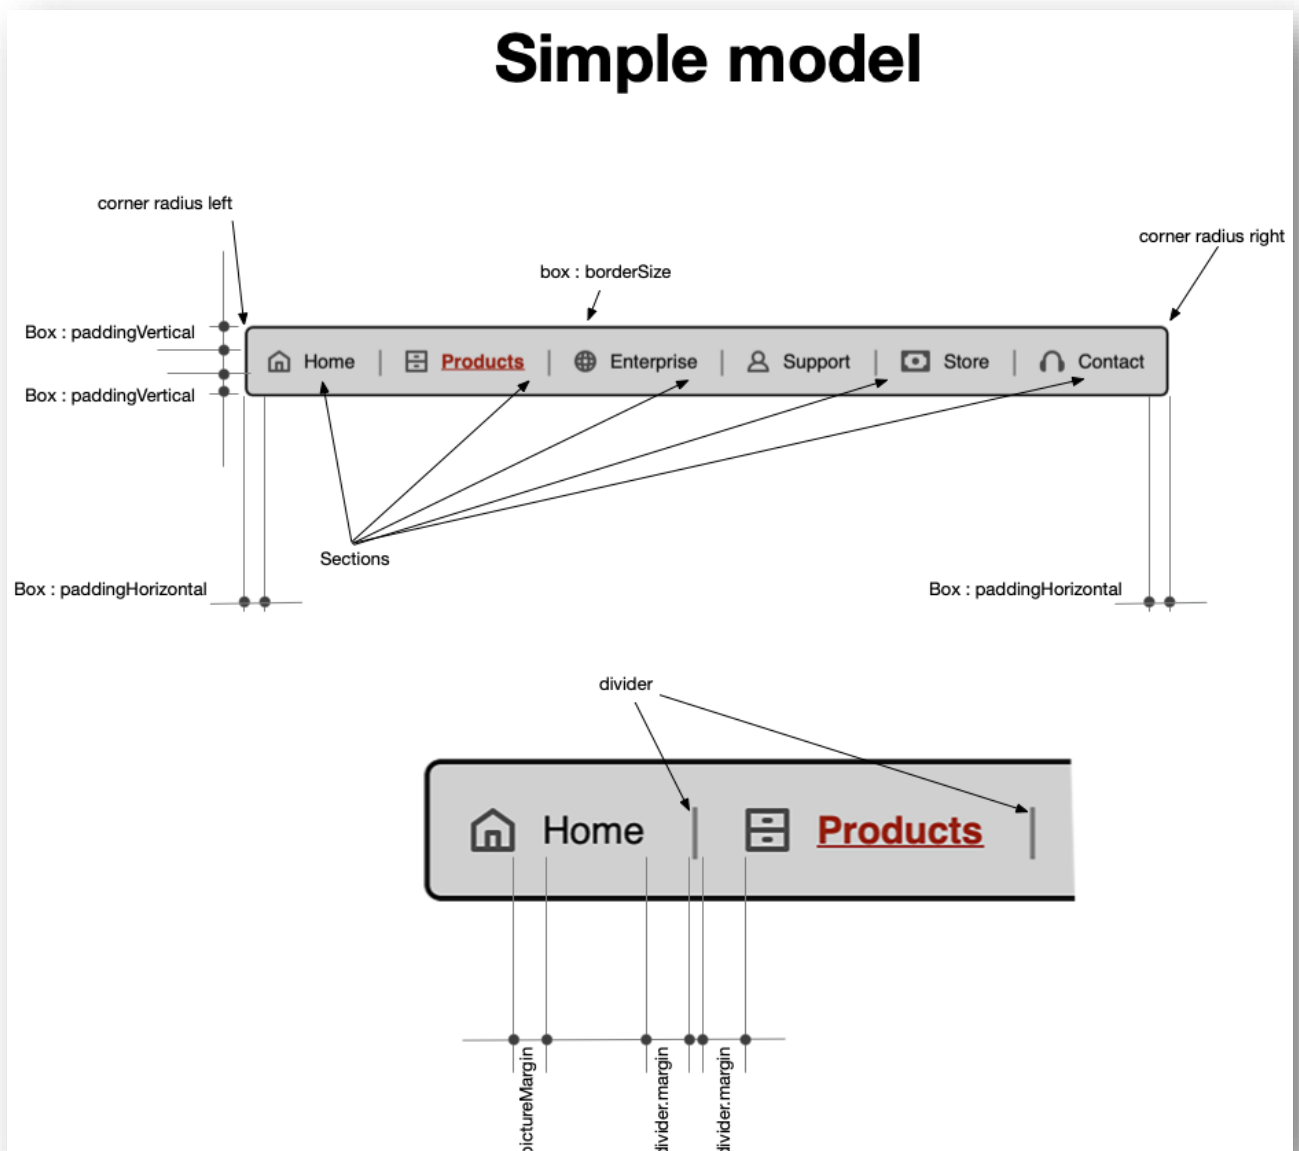 Simple model
corner radius left
corner radius right
box : borderSize
Box : paddingVertical
Home
Products
Enterprise
Support
Store
Contact
Box : paddingVertical
Sections
Box : paddingHorizontal
Box : paddingHorizontal
divider
Home
Products
pictureMargin
divider.margin
divider.margin